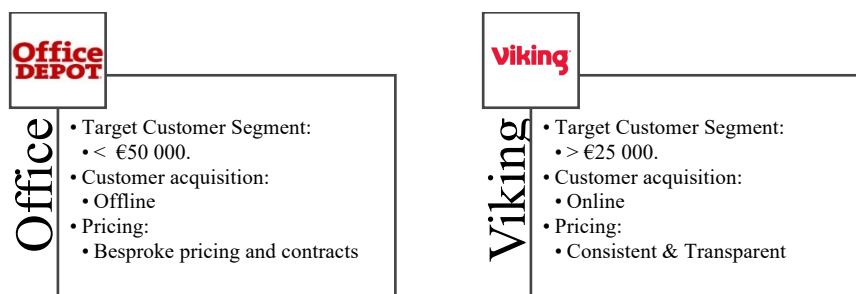 Office
DEPOT
Office
• Target Customer Segment:
• < €50 000.
• Customer acquisition:
• Offline
• Pricing:
• Besproke pricing and contracts
Viking
Viking
• Target Customer Segment:
• > €25 000.
• Customer acquisition:
• Online
• Pricing:
• Consistent & Transparent